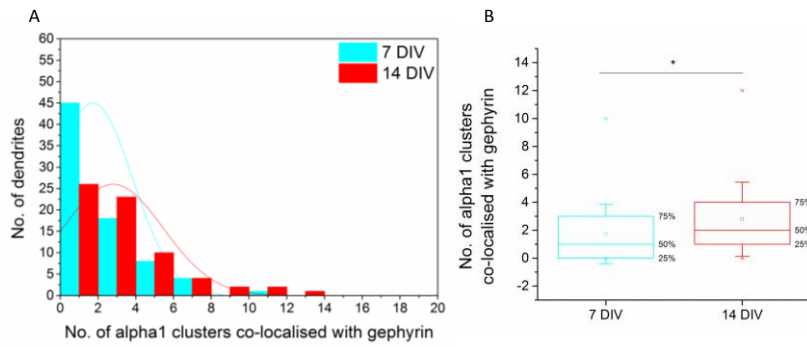 A
60
55
50
45
40
35
30
25
20
15
10
5
0
No. of dendrites
7 DIV
14 DIV
0 2 4 6 8 10 12 14 16 18 20
No. of alpha1 clusters co-localised with gephyrin
B
No. of alpha1 clusters
co-localised with gephyrin
14
12
10
8
6
4
2
0
-2
*
75%
50%
25%
75%
50%
25%
7 DIV 14 DIV